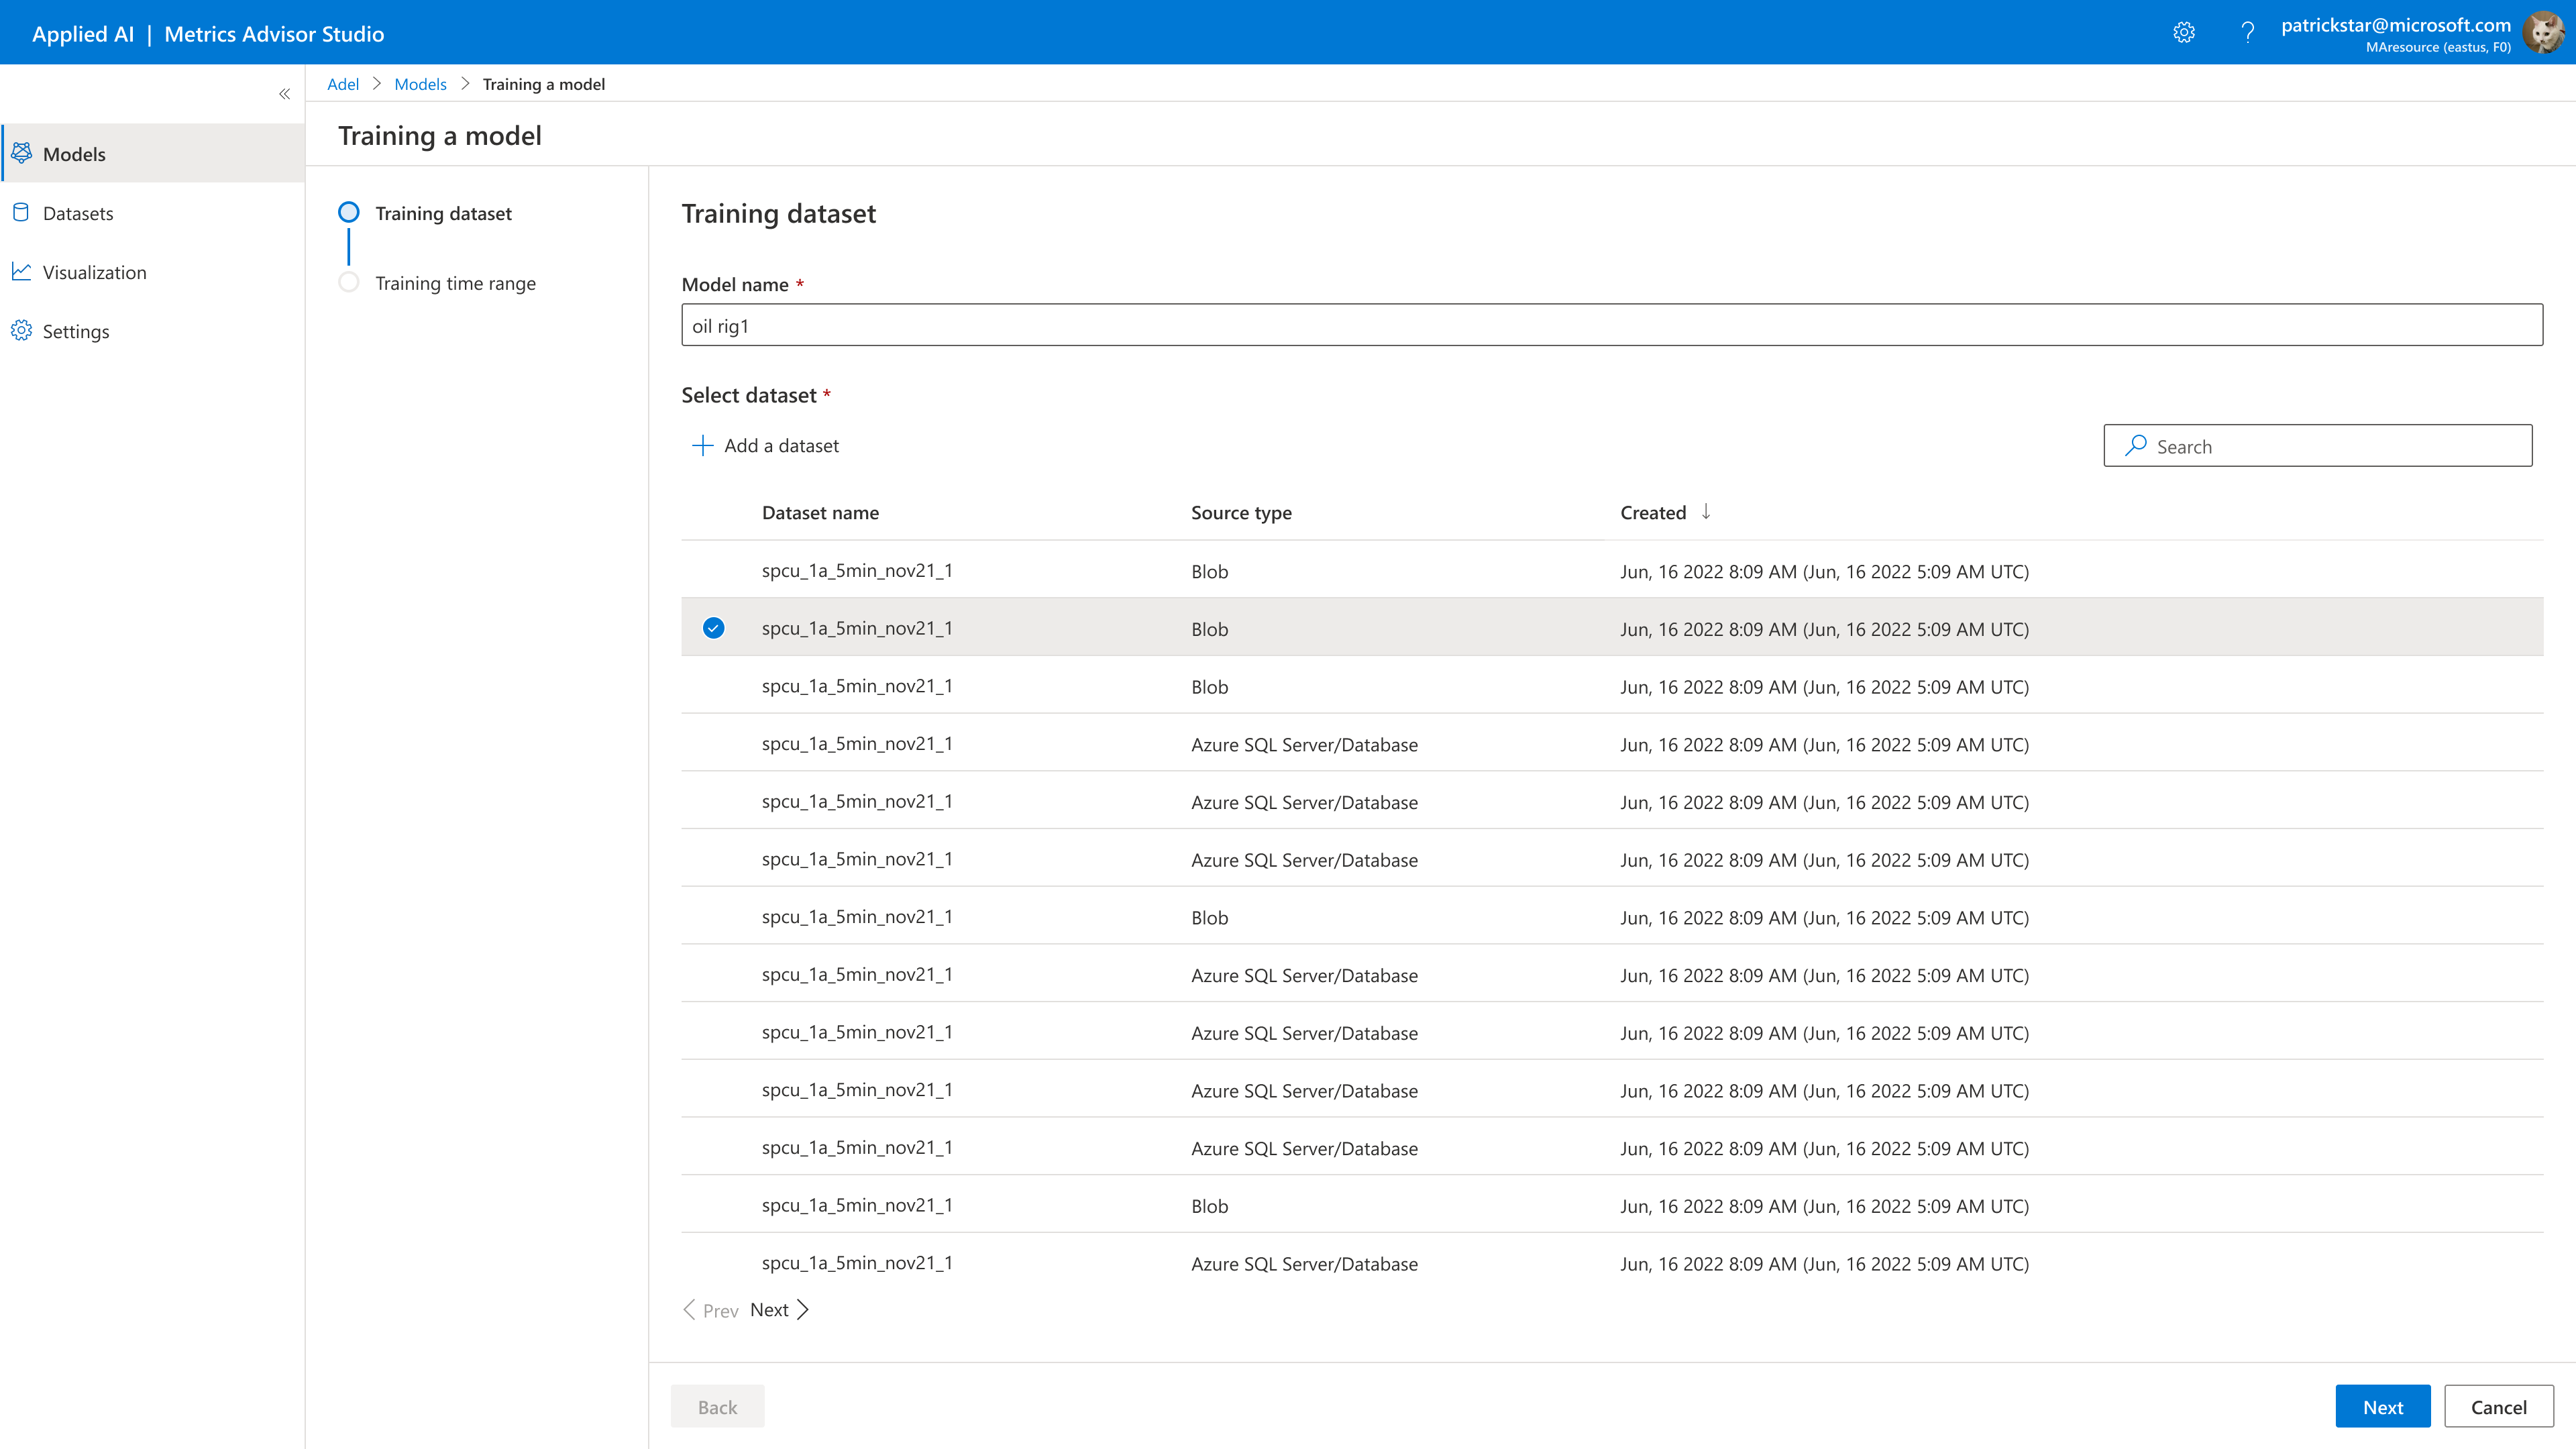 Applied AI | Metrics Advisor Studio
patrickstar@microsoft.com
MAresource (eastus, F0)
Adel > Models > Training a model
Models
Datasets
Visualization
Settings
Training a model
Training dataset
Training time range
Training dataset
Model name *
oil rig1
Select dataset *
Add a dataset
Search
Dataset name Source type Created
spcu_1a_5min_nov21_1 Blob Jun, 16 2022 8:09 AM (Jun, 16 2022 5:09 AM UTC)
spcu_1a_5min_nov21_1 Blob Jun, 16 2022 8:09 AM (Jun, 16 2022 5:09 AM UTC)
spcu_1a_5min_nov21_1 Blob Jun, 16 2022 8:09 AM (Jun, 16 2022 5:09 AM UTC)
spcu_1a_5min_nov21_1 Azure SQL Server/Database Jun, 16 2022 8:09 AM (Jun, 16 2022 5:09 AM UTC)
spcu_1a_5min_nov21_1 Azure SQL Server/Database Jun, 16 2022 8:09 AM (Jun, 16 2022 5:09 AM UTC)
spcu_1a_5min_nov21_1 Azure SQL Server/Database Jun, 16 2022 8:09 AM (Jun, 16 2022 5:09 AM UTC)
spcu_1a_5min_nov21_1 Blob Jun, 16 2022 8:09 AM (Jun, 16 2022 5:09 AM UTC)
spcu_1a_5min_nov21_1 Azure SQL Server/Database Jun, 16 2022 8:09 AM (Jun, 16 2022 5:09 AM UTC)
spcu_1a_5min_nov21_1 Azure SQL Server/Database Jun, 16 2022 8:09 AM (Jun, 16 2022 5:09 AM UTC)
spcu_1a_5min_nov21_1 Azure SQL Server/Database Jun, 16 2022 8:09 AM (Jun, 16 2022 5:09 AM UTC)
spcu_1a_5min_nov21_1 Azure SQL Server/Database Jun, 16 2022 8:09 AM (Jun, 16 2022 5:09 AM UTC)
spcu_1a_5min_nov21_1 Blob Jun, 16 2022 8:09 AM (Jun, 16 2022 5:09 AM UTC)
spcu_1a_5min_nov21_1 Azure SQL Server/Database Jun, 16 2022 8:09 AM (Jun, 16 2022 5:09 AM UTC)
Prev Next
Back Next Cancel